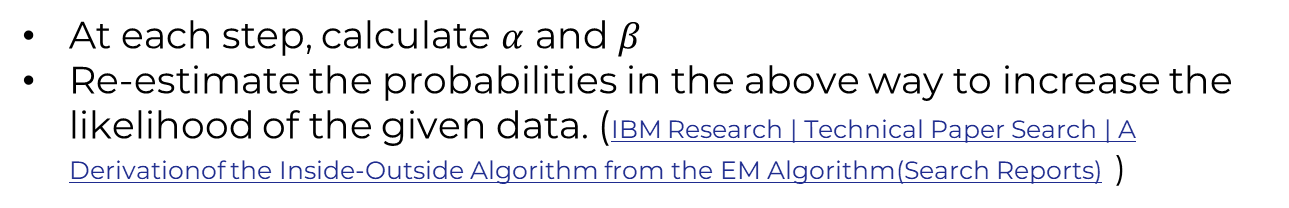 • At each step, calculate α and β
• Re-estimate the probabilities in the above way to increase the
likelihood of the given data. (IBM Research | Technical Paper Search | A
Derivationof the Inside-Outside Algorithm from the EM Algorithm(Search Reports) )